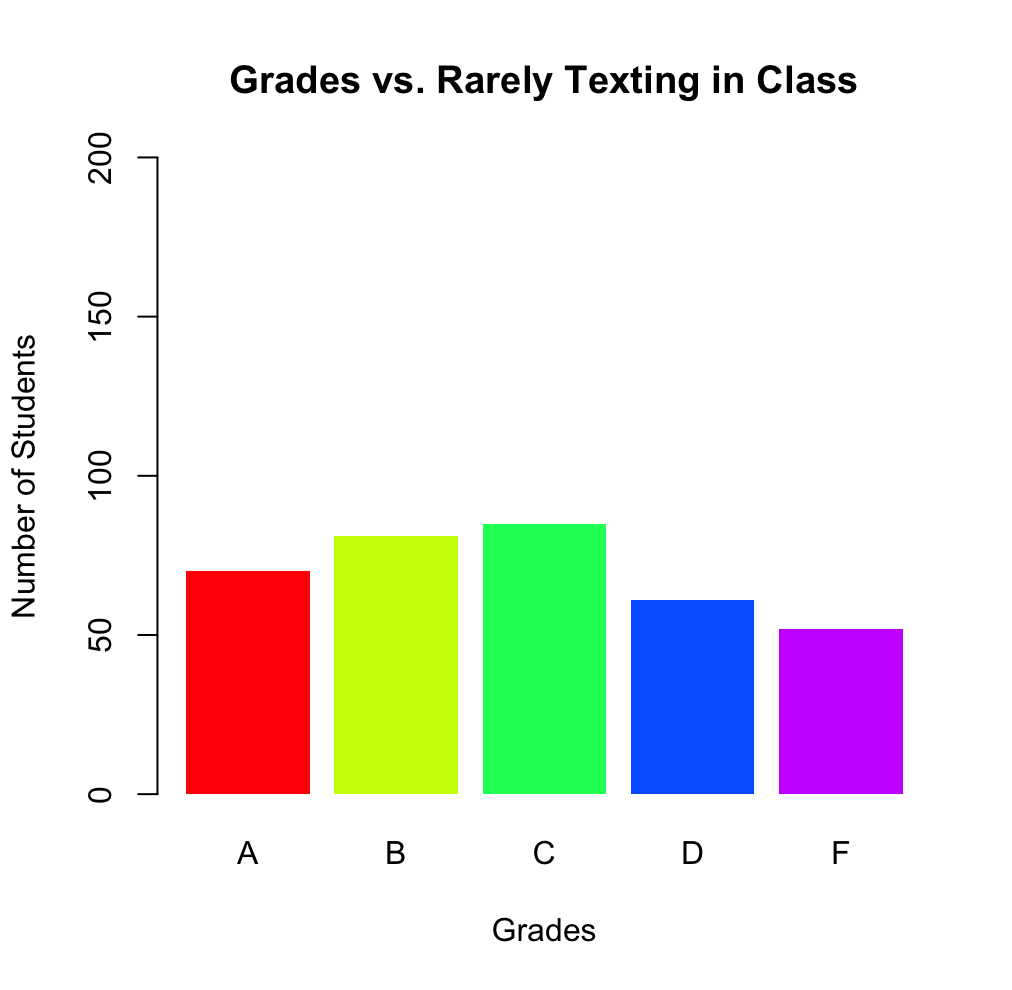 Grades vs. Rarely Texting in Class
Number of Students
200
150
100
50
0
A B C D F
Grades